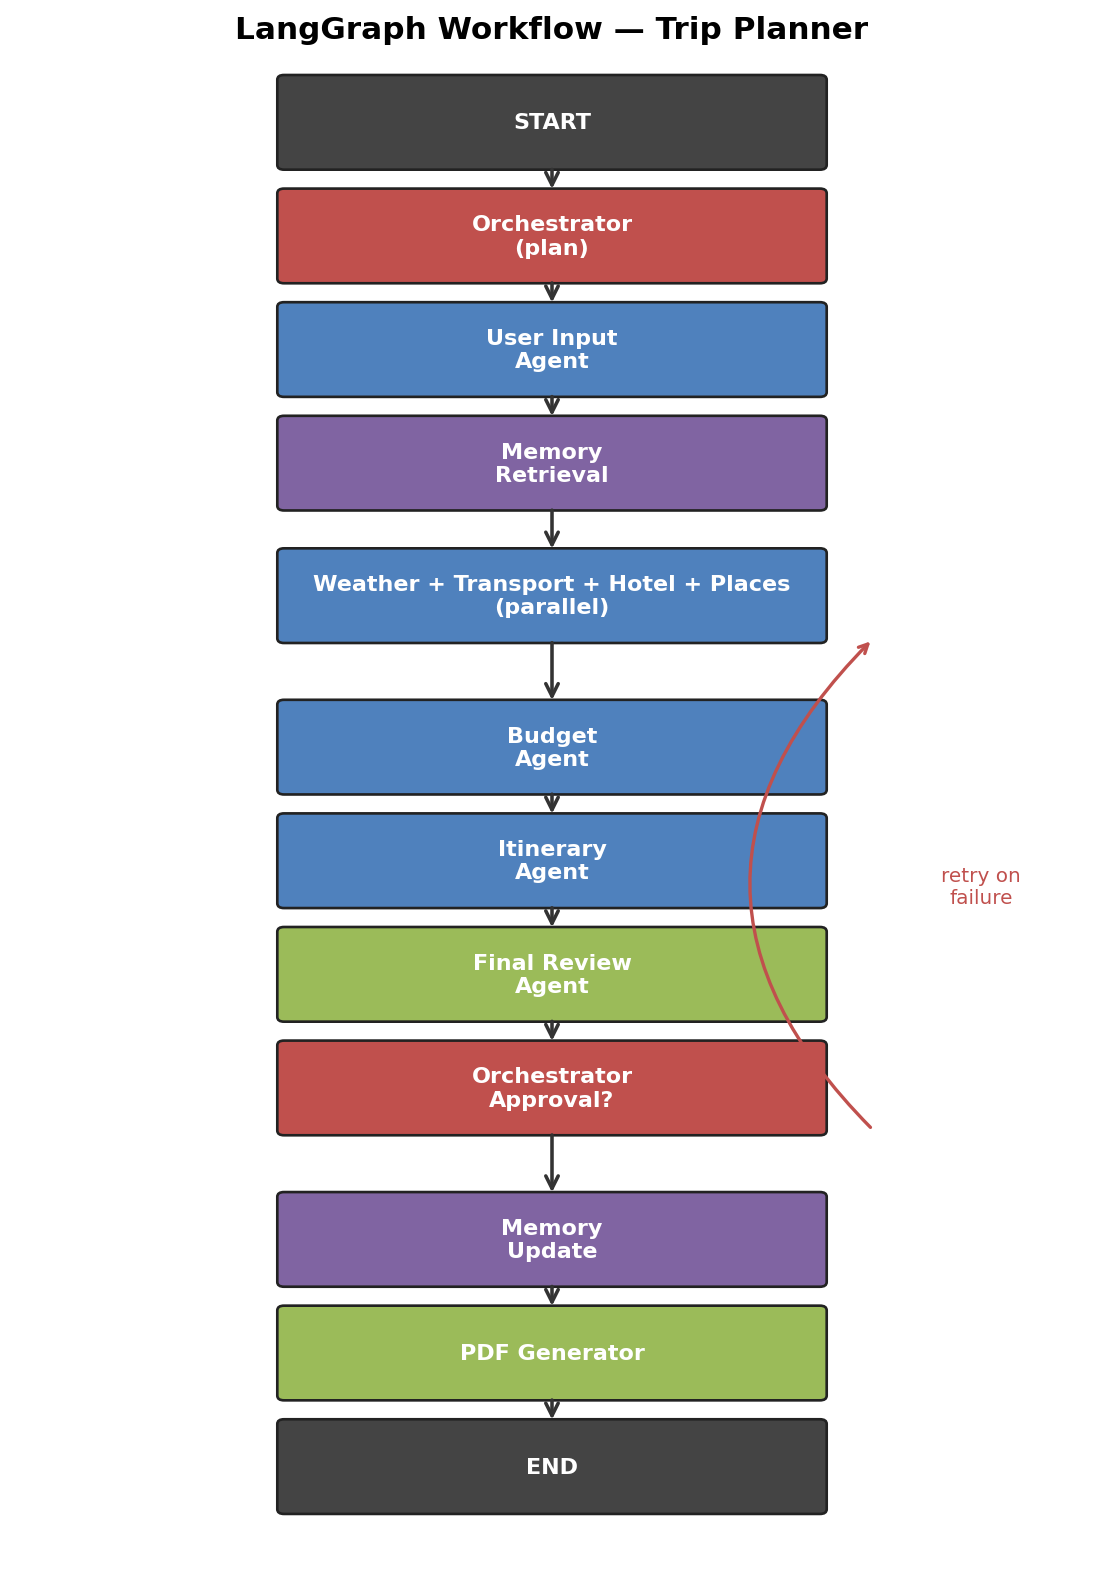 LangGraph Workflow — Trip Planner
START
Orchestrator
(plan)
User Input
Agent
Memory
Retrieval
Weather + Transport + Hotel + Places
(parallel)
Budget
Agent
Itinerary
Agent
retry on
failure
Final Review
Agent
Orchestrator
Approval?
Memory
Update
PDF Generator
END